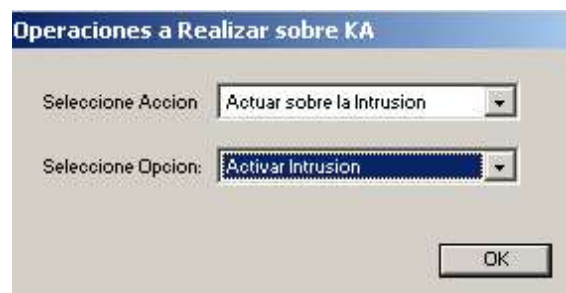 Operaciones a Realizar sobre KA
Seleccione Accion Actuar sobre la Intrusion
Seleccione Opcion: Activar Intrusion
OK